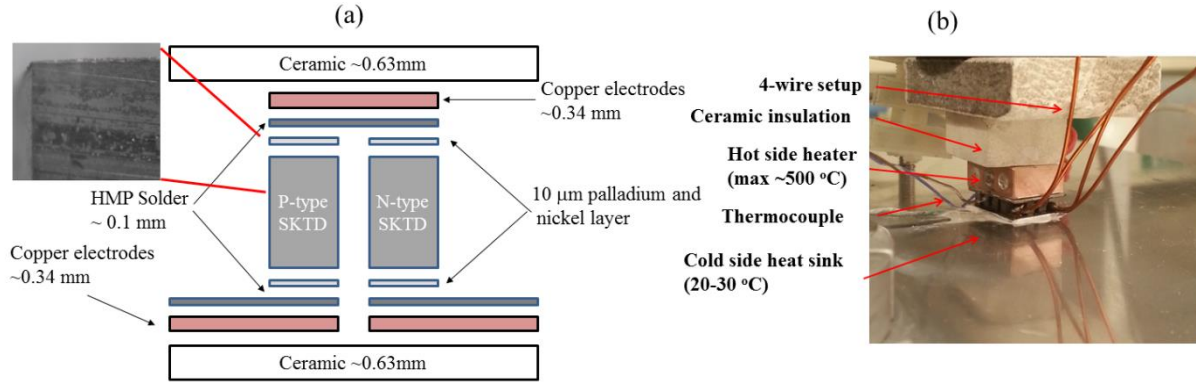 (a)
Ceramic ~0.63mm
Copper electrodes
~0.34 mm
HMP Solder
~ 0.1 mm
P-type
SKTD
N-type
SKTD
10 μm palladium and
nickel layer
Copper electrodes
~0.34 mm
Ceramic ~0.63mm
(b)
4-wire setup
Ceramic insulation
Hot side heater
(max ~500 °C)
Thermocouple
Cold side heat sink
(20-30 °C)